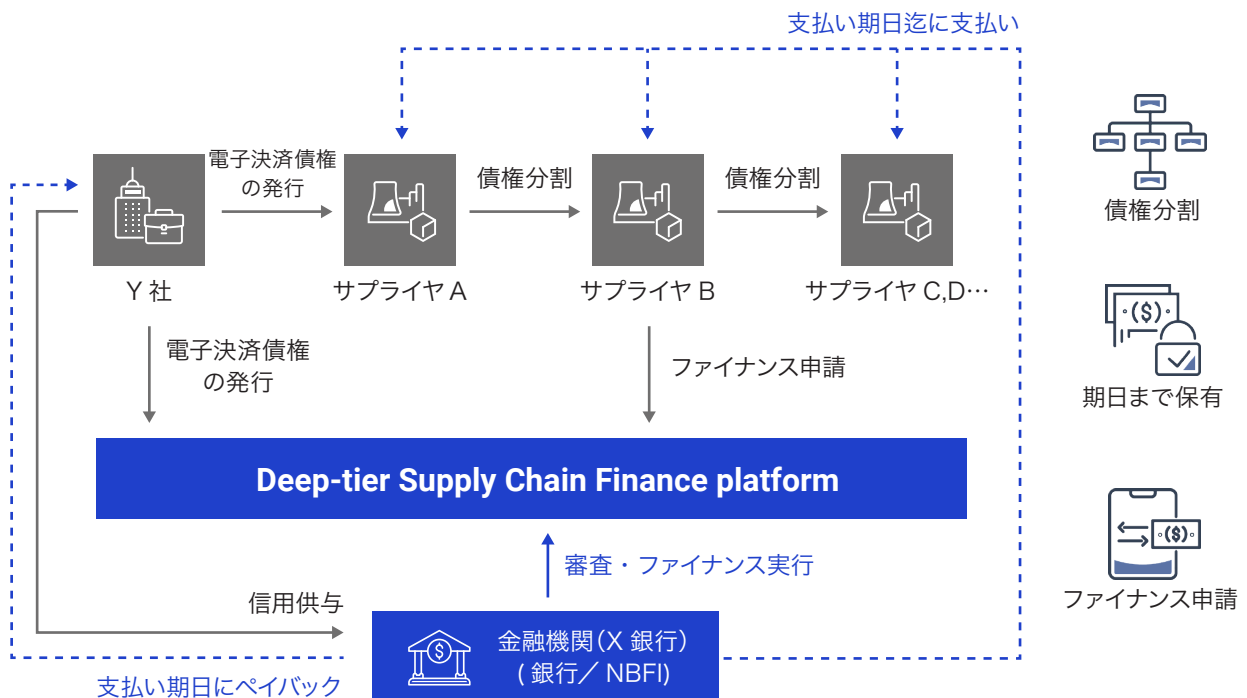 支払い期日迄に支払い
電子決済債権
の発行
債権分割
債権分割
Y 社
サプライヤ A
サプライヤ B
サプライヤ C,D…
債権分割
電子決済債権
の発行
ファイナンス申請
($)
期日まで保有
Deep-tier Supply Chain Finance platform
審査・ファイナンス実行
($)
ファイナンス申請
信用供与
$
金融機関(X 銀行)
( 銀行／ NBFI)
支払い期日にペイバック